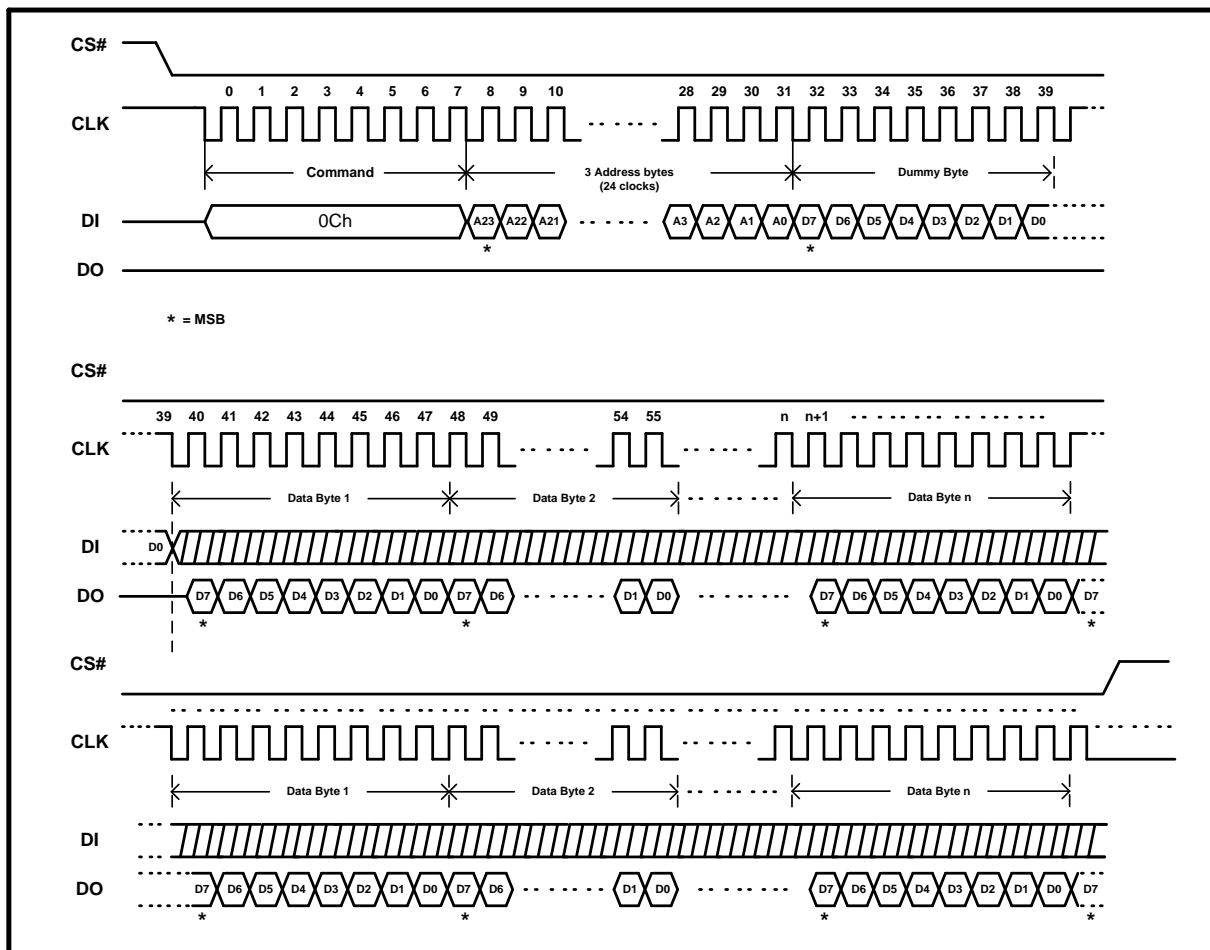 CS#
0 1 2 3 4 5 6 7 8 9 10 28 29 30 31 32 33 34 35 36 37 38 39
CLK
Command 3 Address bytes Dummy Byte
(24 clocks)
DI 0Ch A23 A22 A21 A3 A2 A1 A0 D7 D6 D5 D4 D3 D2 D1 D0
* *
DO
* = MSB
CS#
39 40 41 42 43 44 45 46 47 48 49 54 55 n n+1
CLK
Data Byte 1 Data Byte 2 Data Byte n
DI D0
DO D7 D6 D5 D4 D3 D2 D1 D0 D7 D6 D1 D0 D7 D6 D5 D4 D3 D2 D1 D0 D7
* * * *
CS#
CLK
Data Byte 1 Data Byte 2 Data Byte n
DI
DO D7 D6 D5 D4 D3 D2 D1 D0 D7 D6 D1 D0 D7 D6 D5 D4 D3 D2 D1 D0 D7
* * * *